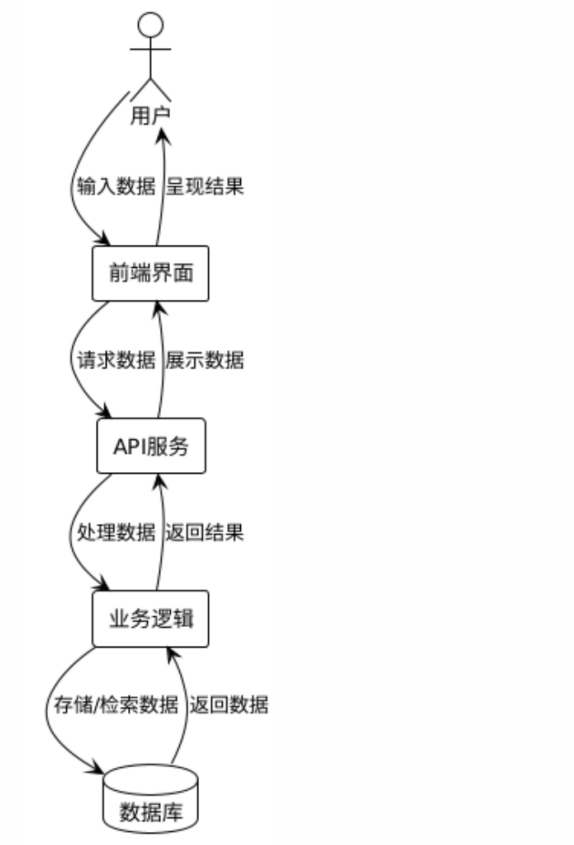 用户
输入数据 呈现结果
前端界面
请求数据 展示数据
API服务
处理数据 返回结果
业务逻辑
存储/检索数据 返回数据
数据库